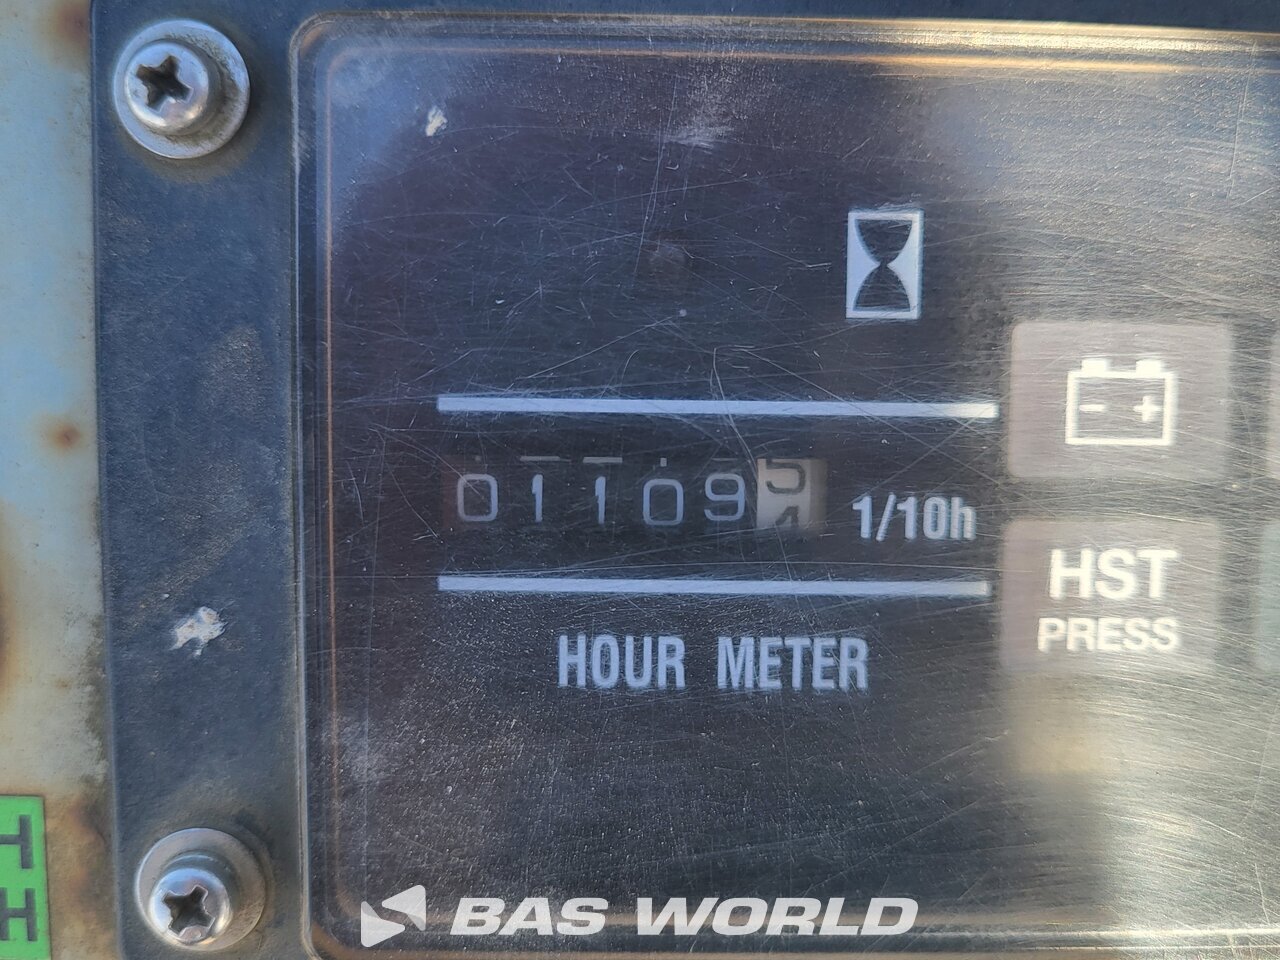 - +
01109 1/10h
HST
PRESS
HOUR METER
BAS WORLD